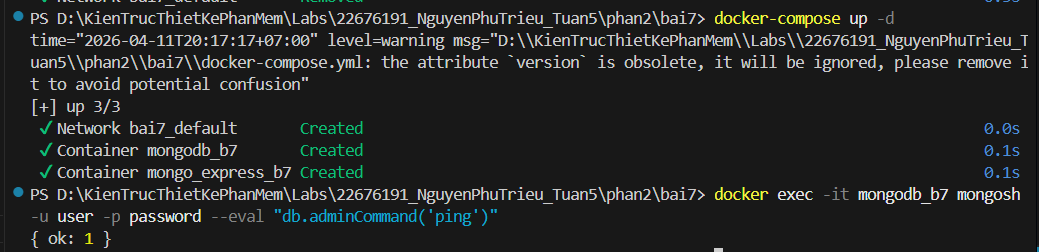 PS D:\KienTrucThietKePhanMem\Labs\22676191_NguyenPhuTrieu_Tuan5\phan2\bai7> docker-compose up -d
time="2026-04-11T20:17:17+07:00" level=warning msg="D:\\KienTrucThietKePhanMem\\Labs\\22676191_NguyenPhuTrieu_T
uan5\\phan2\\bai7\\docker-compose.yml: the attribute `version` is obsolete, it will be ignored, please remove i
t to avoid potential confusion"
[+] up 3/3
✔ Network bai7_default Created 0.0s
✔ Container mongodb_b7 Created 0.1s
✔ Container mongo_express_b7 Created 0.1s
PS D:\KienTrucThietKePhanMem\Labs\22676191_NguyenPhuTrieu_Tuan5\phan2\bai7> docker exec -it mongodb_b7 mongosh
-u user -p password --eval "db.adminCommand('ping')"
{ ok: 1 }